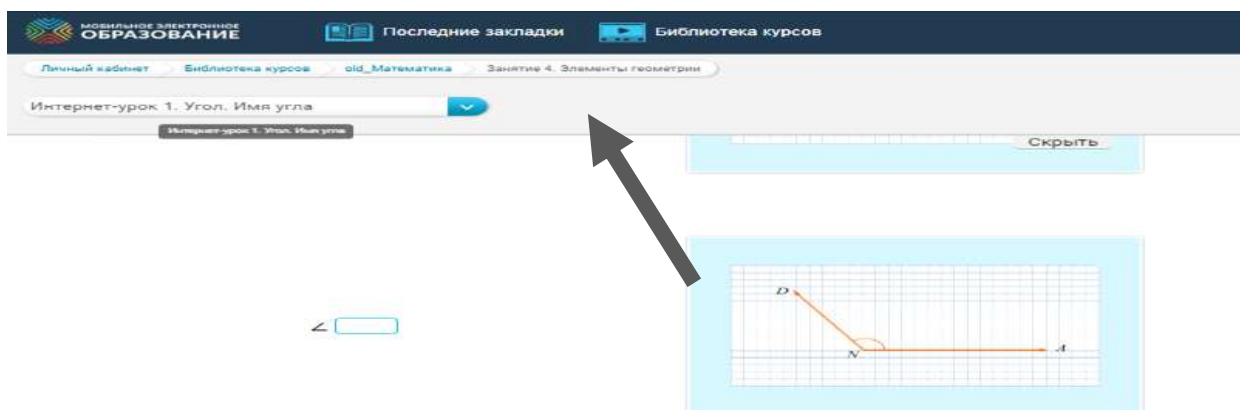 МОБИЛЬНОЕ ЭЛЕКТРОННОЕ
ОБРАЗОВАНИЕ
Последние закладки
Библиотека курсов
Личный кабинет Библиотека курсов old_Математика Занятие 4. Элементы геометрии
Интернет-урок 1. Угол. Имя угла
Интернет-урок 1. Угол. Имя угла
Скрыть
D
∠
N A